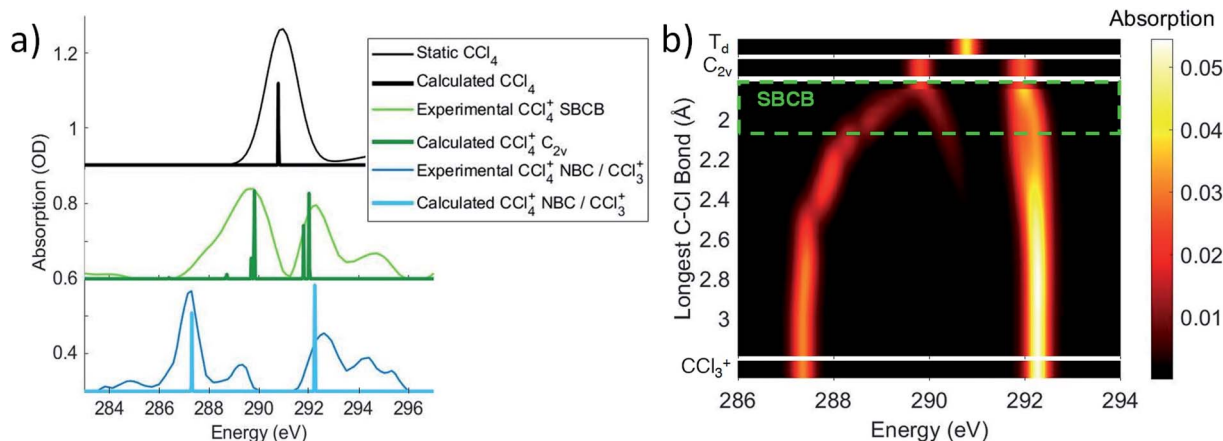 a)
1.2
1
0.8
0.6
0.4
Absorption (OD)
284 286 288 290 292 294 296
Energy (eV)
Static CCl₄
Calculated CCl₄
Experimental CCl₄⁺ SBCB
Calculated CCl₄⁺ C₂ᵥ
Experimental CCl₄⁺ NBC / CCl₃⁺
Calculated CCl₄⁺ NBC / CCl₃⁺
b)
T_d
C₂ᵥ
SBCB
2
2.2
2.4
2.6
2.8
3
CCl₃⁺
Longest C-Cl Bond (Å)
286 288 290 292 294
Energy (eV)
Absorption
0.05
0.04
0.03
0.02
0.01